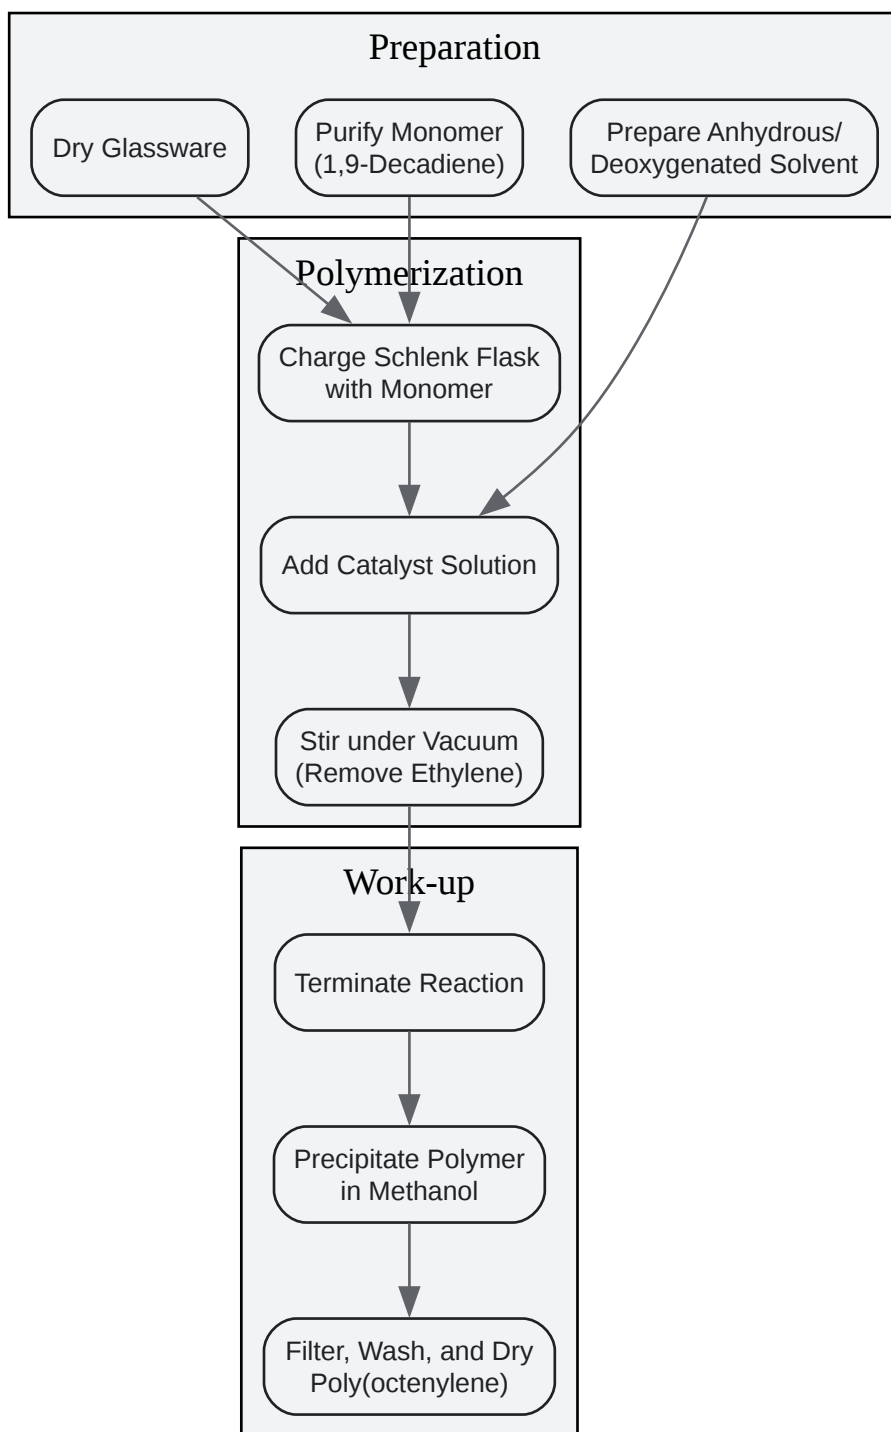 Preparation
Dry Glassware
Purify Monomer
(1,9-Decadiene)
Prepare Anhydrous/
Deoxygenated Solvent
Polymerization
Charge Schlenk Flask
with Monomer
Add Catalyst Solution
Stir under Vacuum
(Remove Ethylene)
Work-up
Terminate Reaction
Precipitate Polymer
in Methanol
Filter, Wash, and Dry
Poly(octenylene)